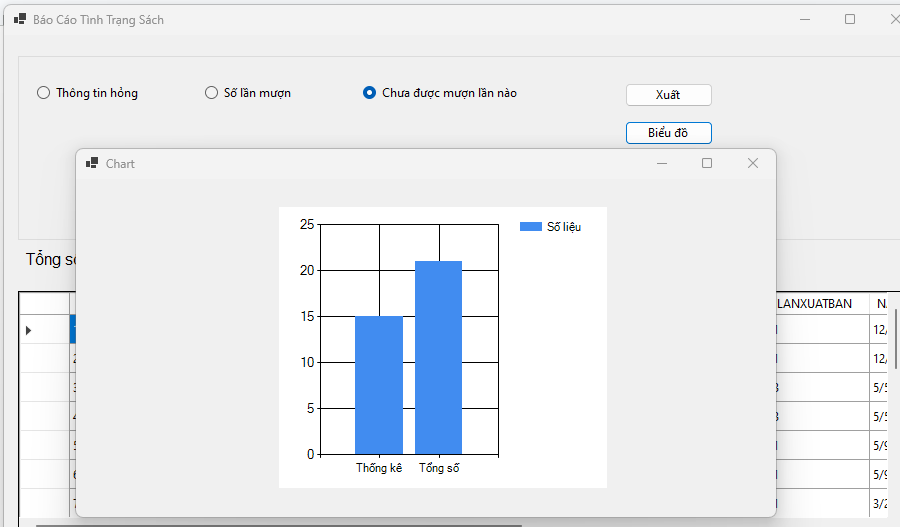 Báo Cáo Tình Trạng Sách
Thông tin hỏng
Số lần mượn
Chưa được mượn lần nào
Xuất
Biểu đồ
Chart
25
20
15
10
5
0
Thống kê
Tổng số
Số liệu
Tổng số
LANXUATBAN
12/
12/
5/5
5/5
5/9
5/9
3/2